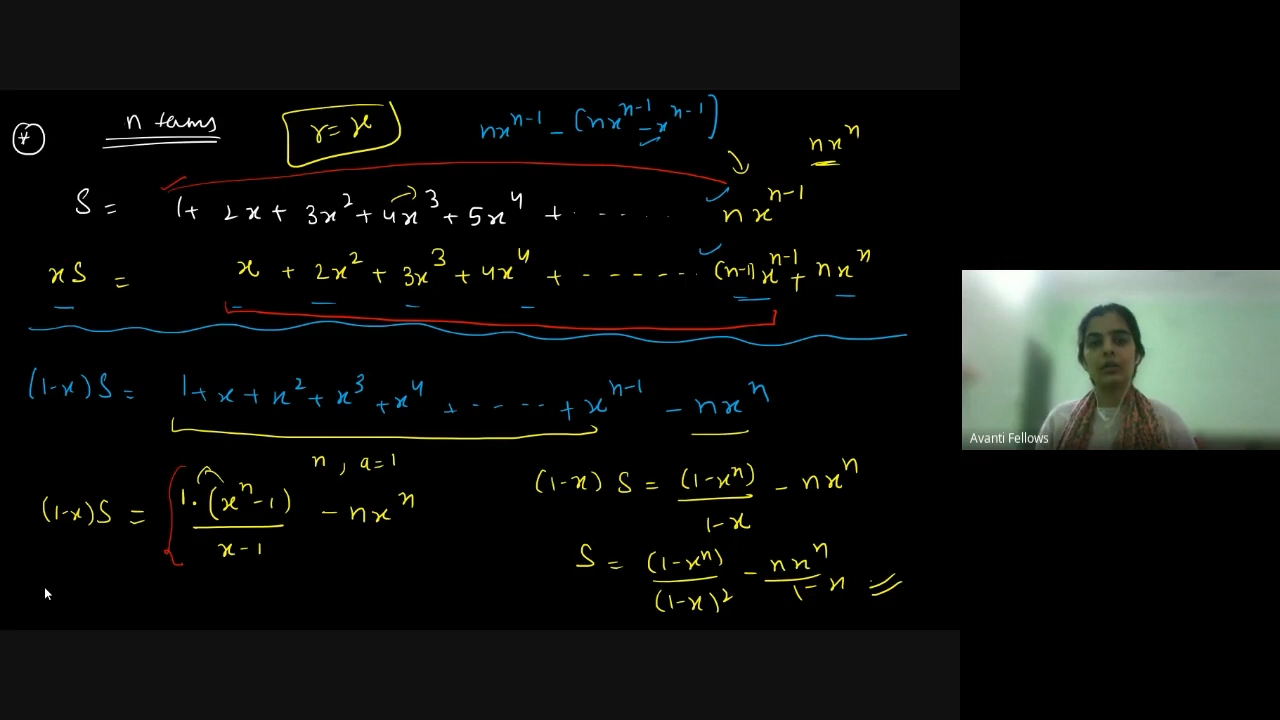 n terms
r = x
nx^{n-1} - (nx^{n-1} - x^{n-1})
nx^n
S = 1 + 2x + 3x^2 + 4x^3 + 5x^4 + ...... nx^{n-1}
xS = x + 2x^2 + 3x^3 + 4x^4 + ------... (n-1)x^{n-1} + nx^n
(1-x)S = 1 + x + x^2 + x^3 + x^4 + ------ + x^{n-1} - nx^n
n, a=1
(1-x)S = 1·(x^n-1)/(x-1) - nx^n
(1-x) S = (1-x^n)/(1-x) - nx^n
S = (1-x^n)/(1-x)^2 - nx^n/(1-x)
Avanti Fellows